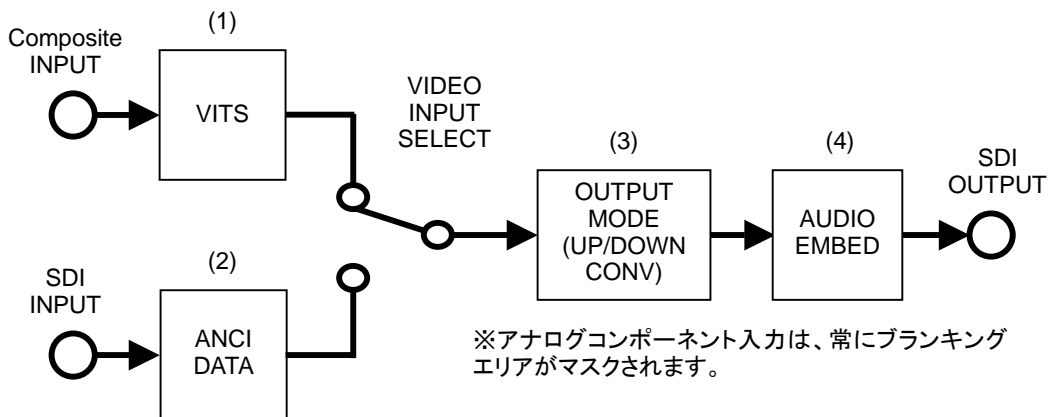 (1)
Composite
INPUT
VITS
VIDEO
INPUT
SELECT
(2)
SDI
INPUT
ANCI
DATA
(3)
OUTPUT
MODE
(UP/DOWN
CONV)
(4)
AUDIO
EMBED
SDI
OUTPUT
※アナログコンポーネント入力は、常にブランキング
エリアがマスクされます。